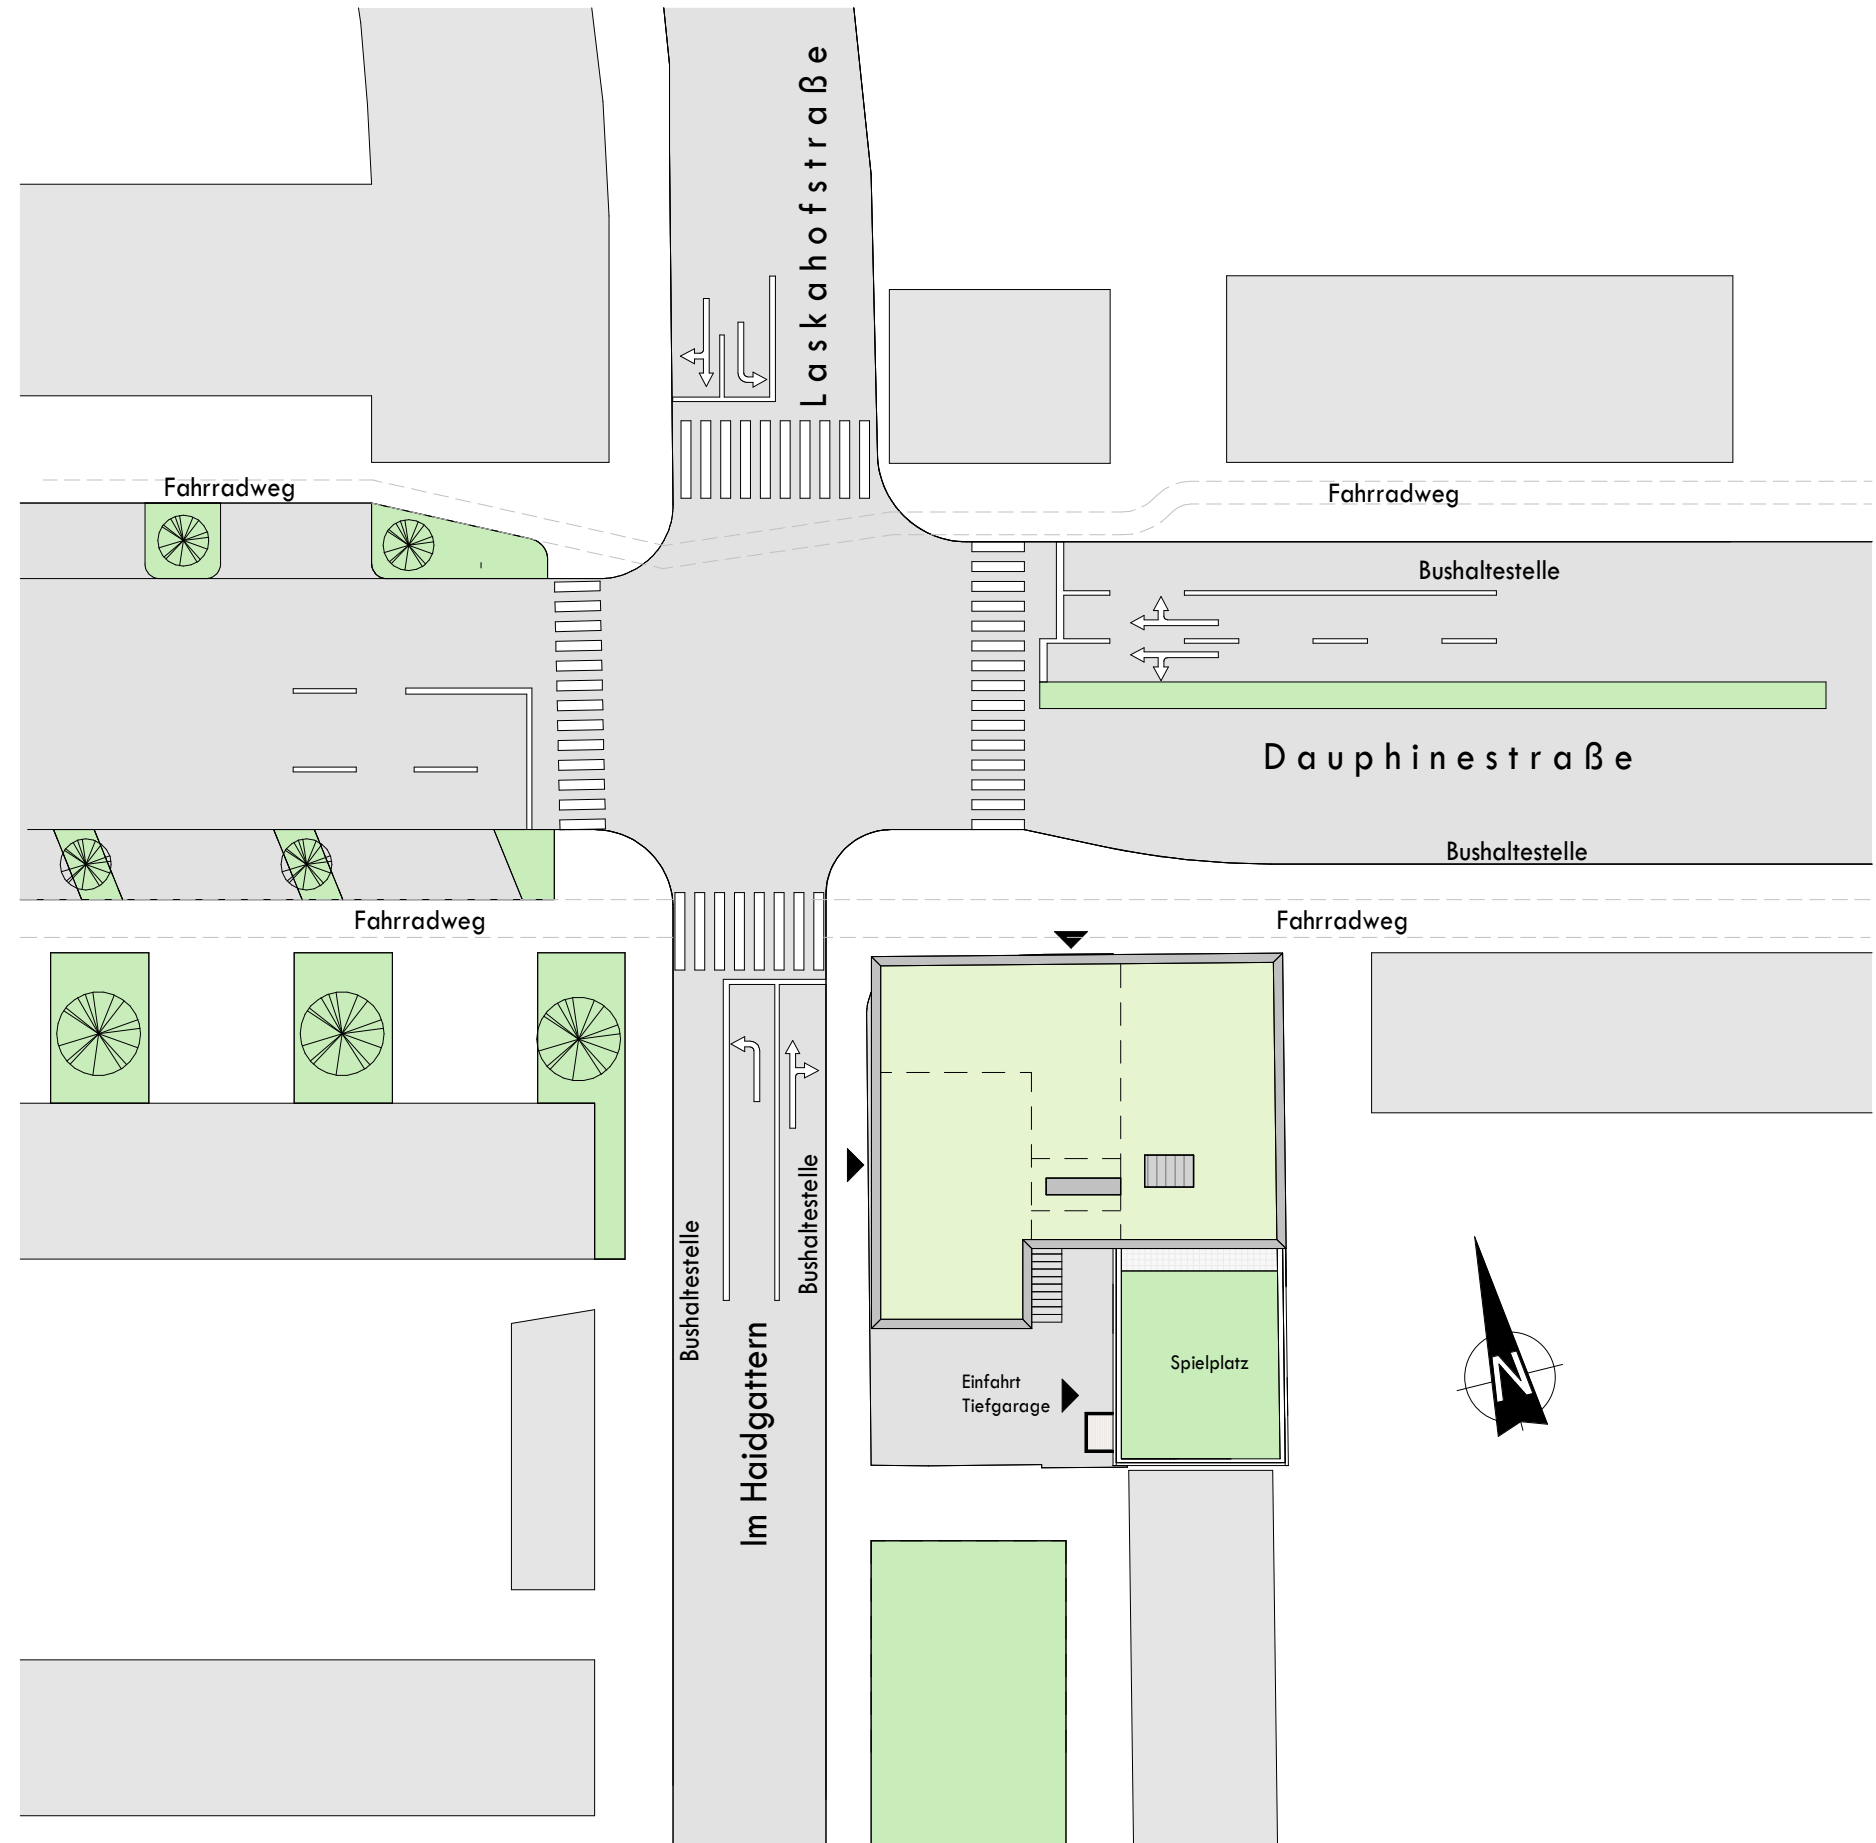 Laskahofstraße
Fahrradweg
Fahrradweg
Bushaltestelle
Dauphinestraße
Bushaltestelle
Fahrradweg
Fahrradweg
Bushaltestelle
Bushaltestelle
Im Haidgattern
Einfahrt
Tiefgarage
Spielplatz
N